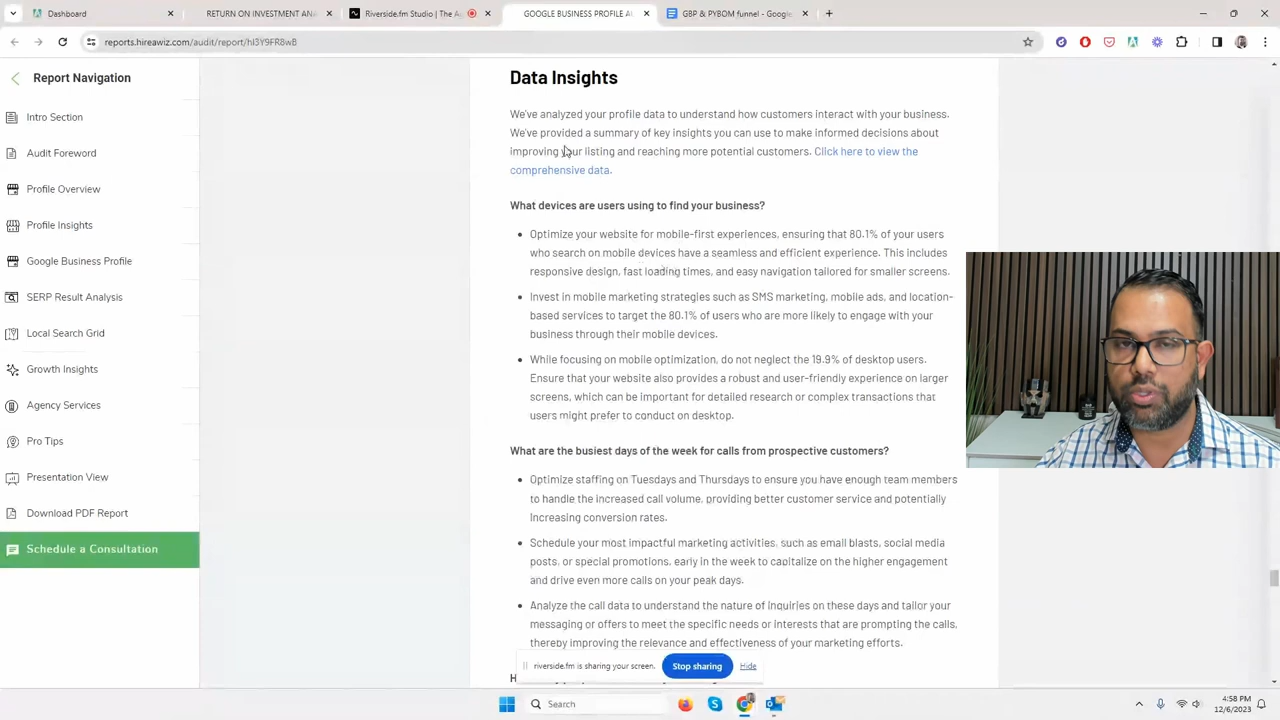 Dashboard
RETURN ON INVESTMENT AN
Riverside.fm Studio | The A
GOOGLE BUSINESS PROFILE AU
GBP & PYBOM funnel - Google
reports.hireawiz.com/audit/report/hI3Y9FR8wB
Report Navigation
Intro Section
Audit Foreword
Profile Overview
Profile Insights
Google Business Profile
SERP Result Analysis
Local Search Grid
Growth Insights
Agency Services
Pro Tips
Presentation View
Download PDF Report
Schedule a Consultation
Data Insights
We've analyzed your profile data to understand how customers interact with your business.
We've provided a summary of key insights you can use to make informed decisions about
improving your listing and reaching more potential customers. Click here to view the
comprehensive data.
What devices are users using to find your business?
Optimize your website for mobile-first experiences, ensuring that 80.1% of your users
who search on mobile devices have a seamless and efficient experience. This includes
responsive design, fast loading times, and easy navigation tailored for smaller screens.
Invest in mobile marketing strategies such as SMS marketing, mobile ads, and location-
based services to target the 80.1% of users who are more likely to engage with your
business through their mobile devices.
While focusing on mobile optimization, do not neglect the 19.9% of desktop users.
Ensure that your website also provides a robust and user-friendly experience on larger
screens, which can be important for detailed research or complex transactions that
users might prefer to conduct on desktop.
What are the busiest days of the week for calls from prospective customers?
Optimize staffing on Tuesdays and Thursdays to ensure you have enough team members
to handle the increased call volume, providing better customer service and potentially
increasing conversion rates.
Schedule your most impactful marketing activities, such as email blasts, social media
posts, or special promotions, early in the week to capitalize on the higher engagement
and drive even more calls on your peak days.
Analyze the call data to understand the nature of inquiries on these days and tailor your
messaging or offers to meet the specific needs or interests that are prompting the calls,
thereby improving the relevance and effectiveness of your marketing efforts.
riverside.fm is sharing your screen.
Stop sharing
Hide
Search
4:58 PM
12/6/2023